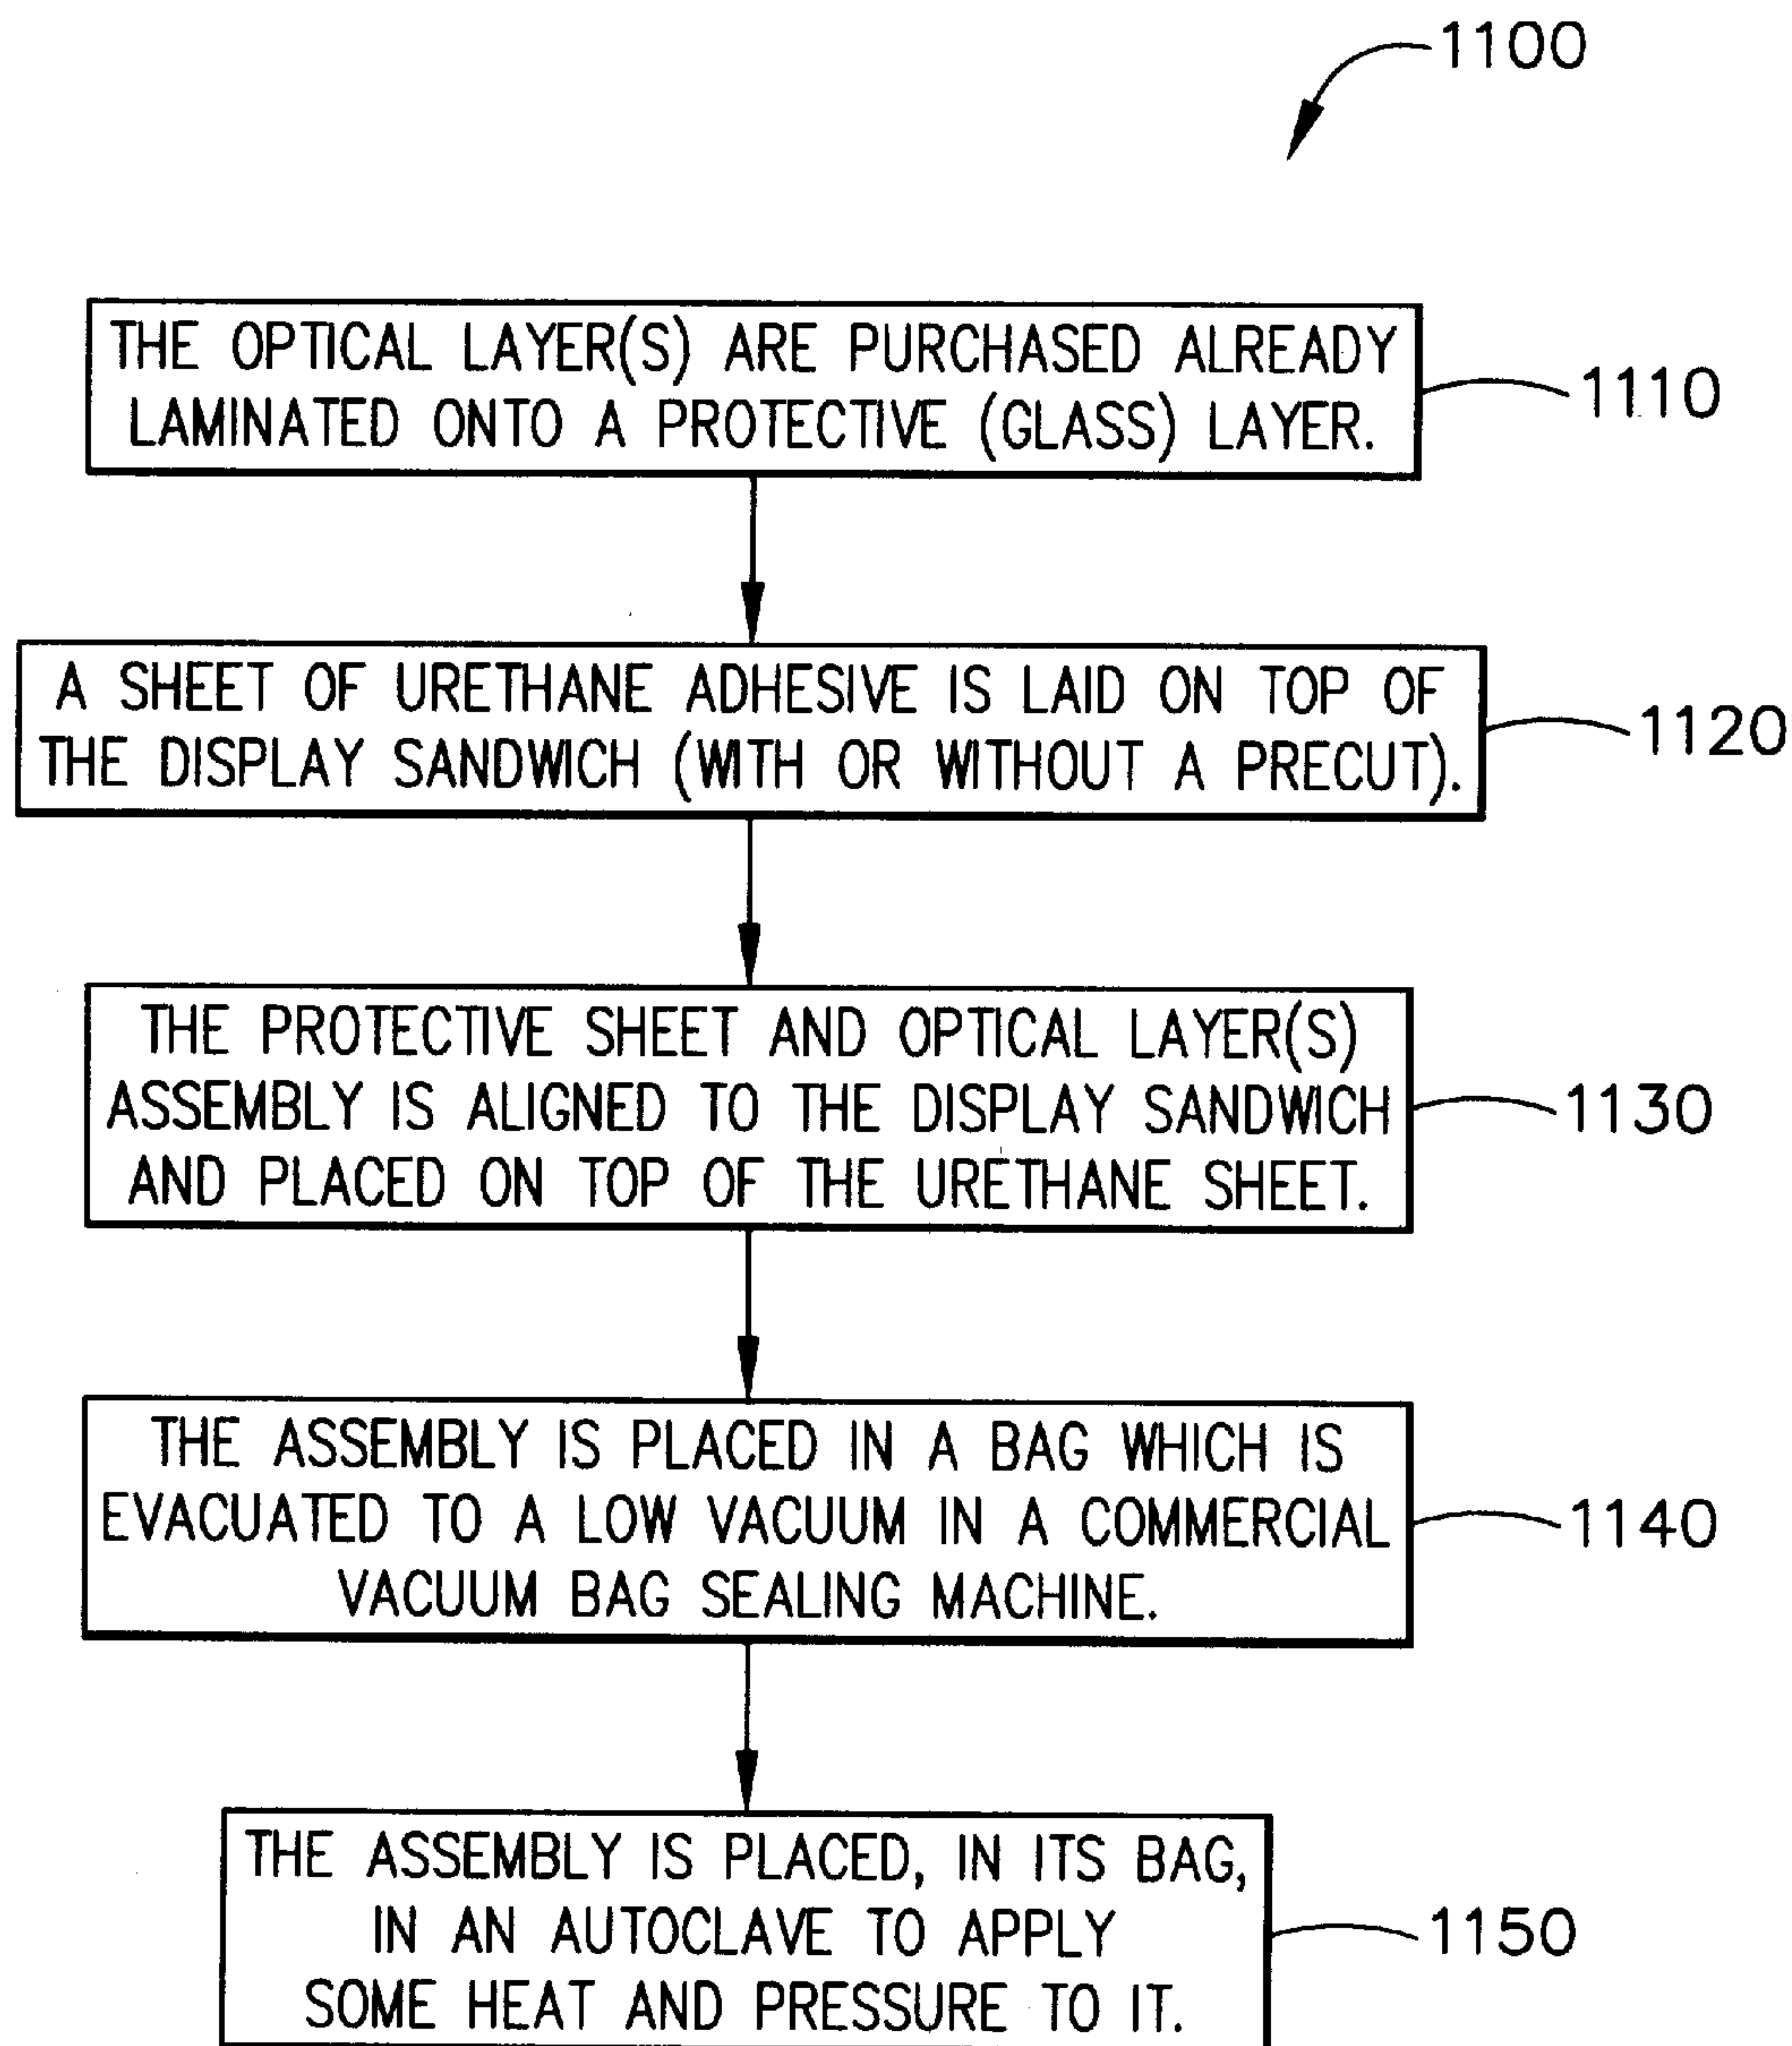 1100
THE OPTICAL LAYER(S) ARE PURCHASED ALREADY
LAMINATED ONTO A PROTECTIVE (GLASS) LAYER.
1110
A SHEET OF URETHANE ADHESIVE IS LAID ON TOP OF
THE DISPLAY SANDWICH (WITH OR WITHOUT A PRECUT).
1120
THE PROTECTIVE SHEET AND OPTICAL LAYER(S)
ASSEMBLY IS ALIGNED TO THE DISPLAY SANDWICH
AND PLACED ON TOP OF THE URETHANE SHEET.
1130
THE ASSEMBLY IS PLACED IN A BAG WHICH IS
EVACUATED TO A LOW VACUUM IN A COMMERCIAL
VACUUM BAG SEALING MACHINE.
1140
THE ASSEMBLY IS PLACED, IN ITS BAG,
IN AN AUTOCLAVE TO APPLY
SOME HEAT AND PRESSURE TO IT.
1150